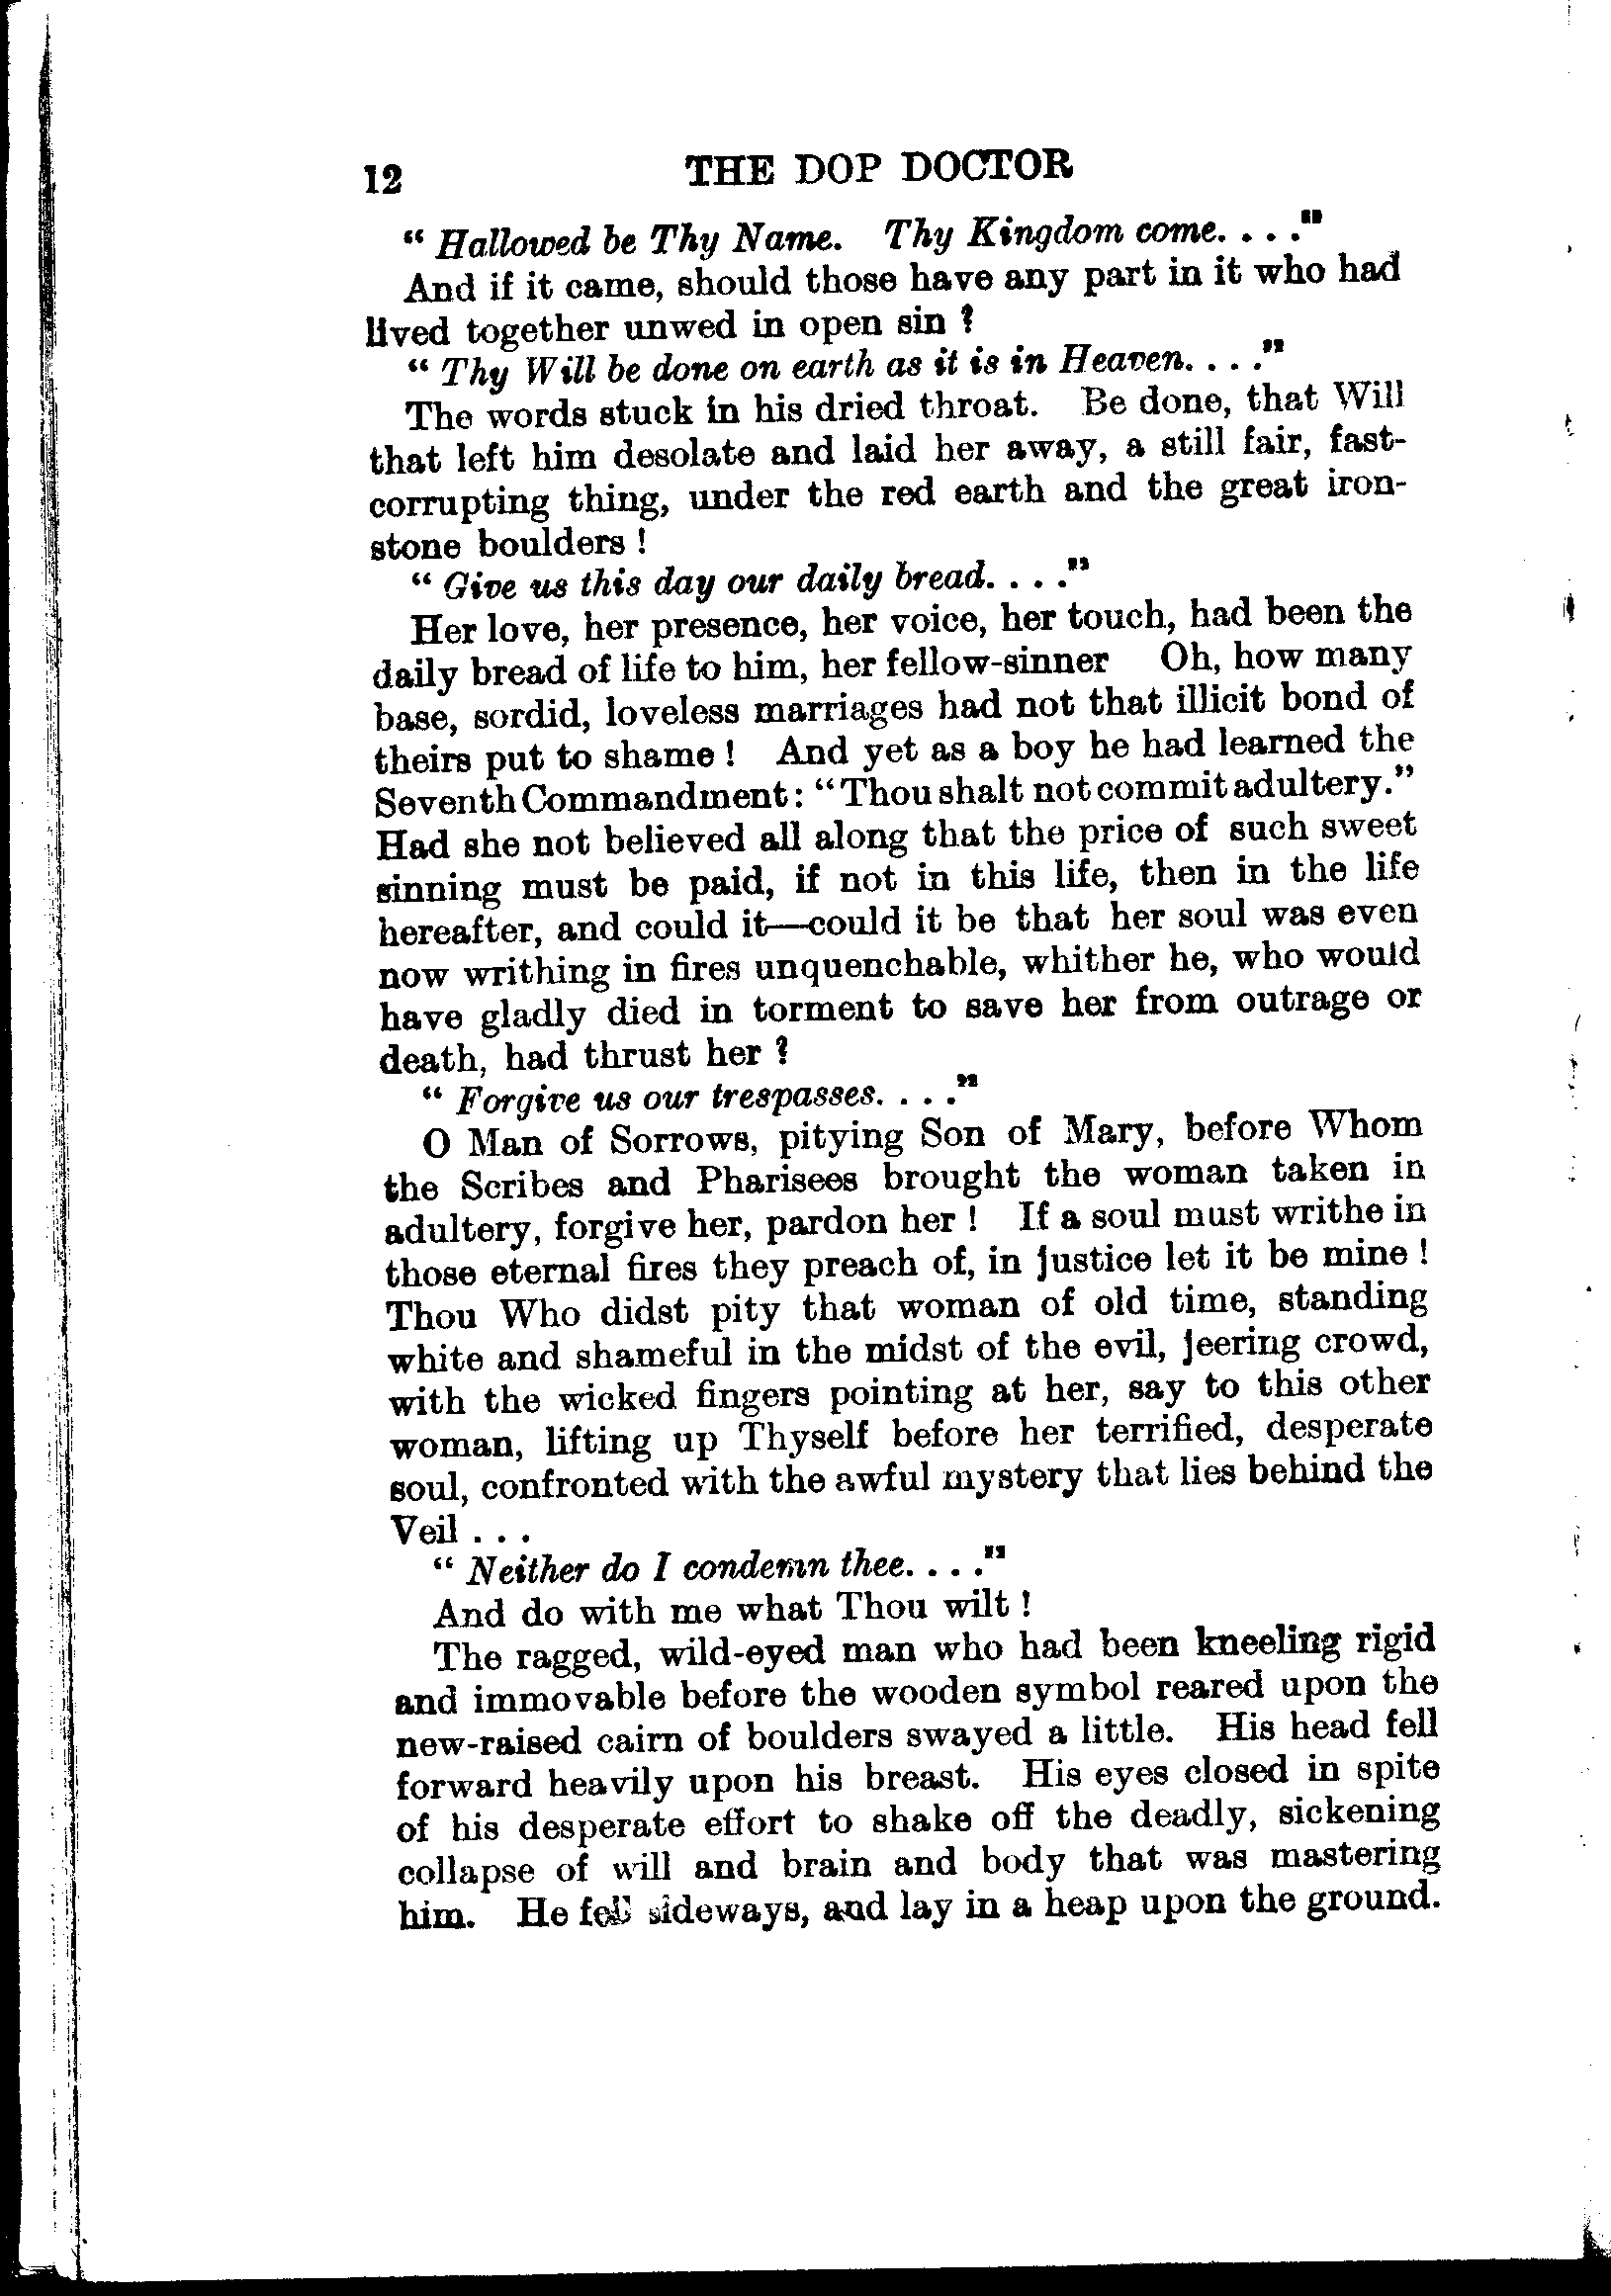 12 THE DOP DOCTOR
" Hallowed be Thy Name. Thy Kingdom come. . . ."
And if it came, should those have any part in it who had
lived together unwed in open sin ?
" Thy Will be done on earth as it is in Heaven. . . ."
The words stuck in his dried throat. Be done, that Will
that left him desolate and laid her away, a still fair, fast-
corrupting thing, under the red earth and the great iron-
stone boulders !
" Give us this day our daily bread. . . ."
Her love, her presence, her voice, her touch, had been the
daily bread of life to him, her fellow-sinner Oh, how many
base, sordid, loveless marriages had not that illicit bond of
theirs put to shame ! And yet as a boy he had learned the
Seventh Commandment: "Thou shalt not commit adultery."
Had she not believed all along that the price of such sweet
sinning must be paid, if not in this life, then in the life
hereafter, and could it—could it be that her soul was even
now writhing in fires unquenchable, whither he, who would
have gladly died in torment to save her from outrage or
death, had thrust her ?
" Forgive us our trespasses. . . ."
O Man of Sorrows, pitying Son of Mary, before Whom
the Scribes and Pharisees brought the woman taken in
adultery, forgive her, pardon her ! If a soul must writhe in
those eternal fires they preach of, in justice let it be mine !
Thou Who didst pity that woman of old time, standing
white and shameful in the midst of the evil, jeering crowd,
with the wicked fingers pointing at her, say to this other
woman, lifting up Thyself before her terrified, desperate
soul, confronted with the awful mystery that lies behind the
Veil . . .
" Neither do I condemn thee. . . ."
And do with me what Thou wilt !
The ragged, wild-eyed man who had been kneeling rigid
and immovable before the wooden symbol reared upon the
new-raised cairn of boulders swayed a little. His head fell
forward heavily upon his breast. His eyes closed in spite
of his desperate effort to shake off the deadly, sickening
collapse of will and brain and body that was mastering
him. He fell sideways, and lay in a heap upon the ground.